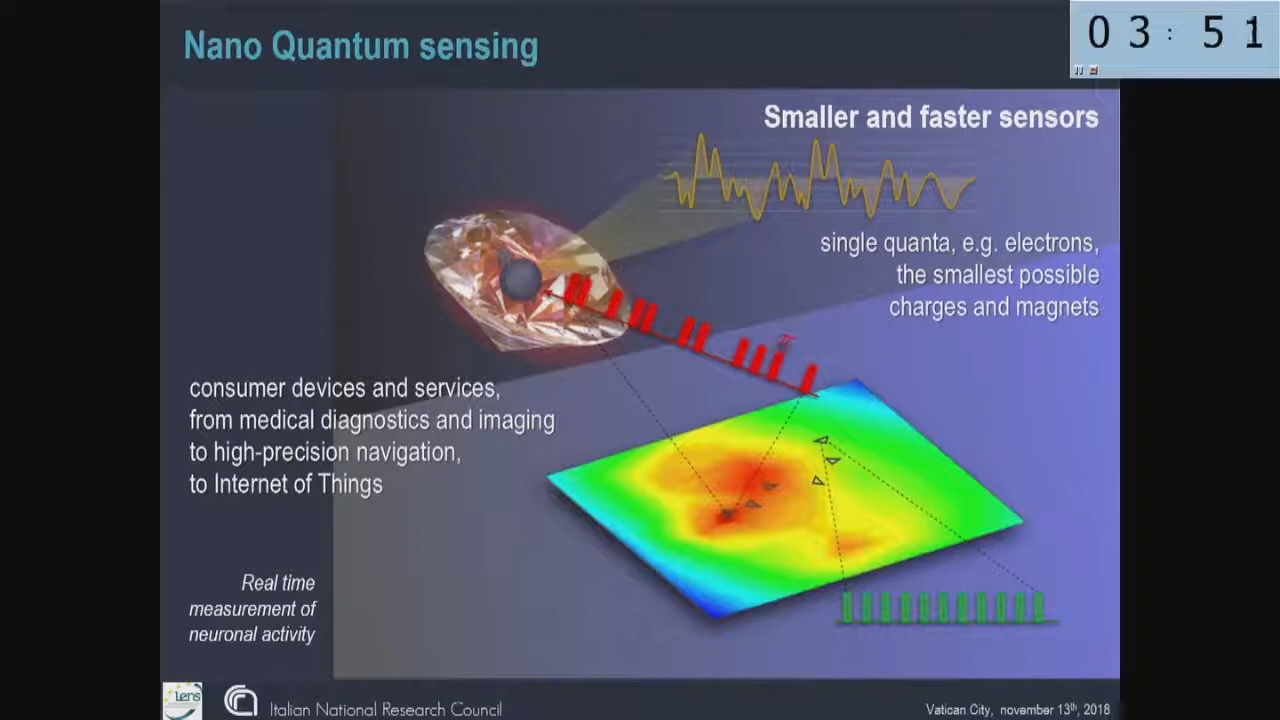 Nano Quantum sensing
03: 51
Smaller and faster sensors
single quanta, e.g. electrons,
the smallest possible
charges and magnets
π
consumer devices and services,
from medical diagnostics and imaging
to high-precision navigation,
to Internet of Things
Real time
measurement of
neuronal activity
Lens
Italian National Research Council
Vatican City, november 13th, 2018